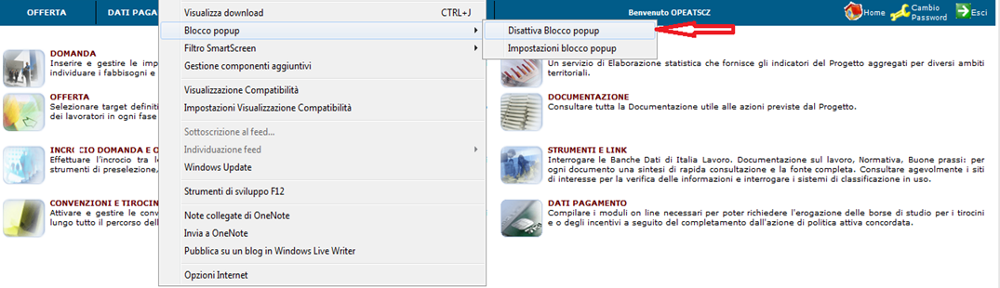 OFFERTA
DATI PAGA
Benvenuto OPEATSCZ
Home
Cambio
Password
Esci
DOMANDA
Inserire e gestire le imp
individuare i fabbisogni e
OFFERTA
Selezionare target definiti
dei lavoratori in ogni fase
INCROCIO DOMANDA E O
Effettuare l'incrocio tra le
strumenti di preselezione,
CONVENZIONI E TIROCIN
Attivare e gestire le conv
lungo tutto il percorso dell
Visualizza download CTRL+J
Blocco popup
Filtro SmartScreen
Gestione componenti aggiuntivi
Visualizzazione Compatibilità
Impostazioni Visualizzazione Compatibilità
Sottoscrizione al feed...
Individuazione feed
Windows Update
Strumenti di sviluppo F12
Note collegate di OneNote
Invia a OneNote
Pubblica su un blog in Windows Live Writer
Opzioni Internet
Disattiva Blocco popup
Impostazioni blocco popup
Un servizio di Elaborazione statistica che fornisce gli indicatori del Progetto aggregati per diversi ambiti
territoriali.
DOCUMENTAZIONE
Consultare tutta la Documentazione utile alle azioni previste dal Progetto.
STRUMENTI E LINK
Interrogare le Banche Dati di Italia Lavoro. Documentazione sul lavoro, Normativa, Buone prassi: per
ogni documento una sintesi di rapida consultazione e la fonte completa. Consultare agevolmente i siti
di interesse per la verifica delle informazioni e interrogare i sistemi di classificazione in uso.
DATI PAGAMENTO
Compilare i moduli on line necessari per poter richiedere l'erogazione delle borse di studio per i tirocini
e o degli incentivi a seguito del completamento dall'azione di politica attiva concordata.